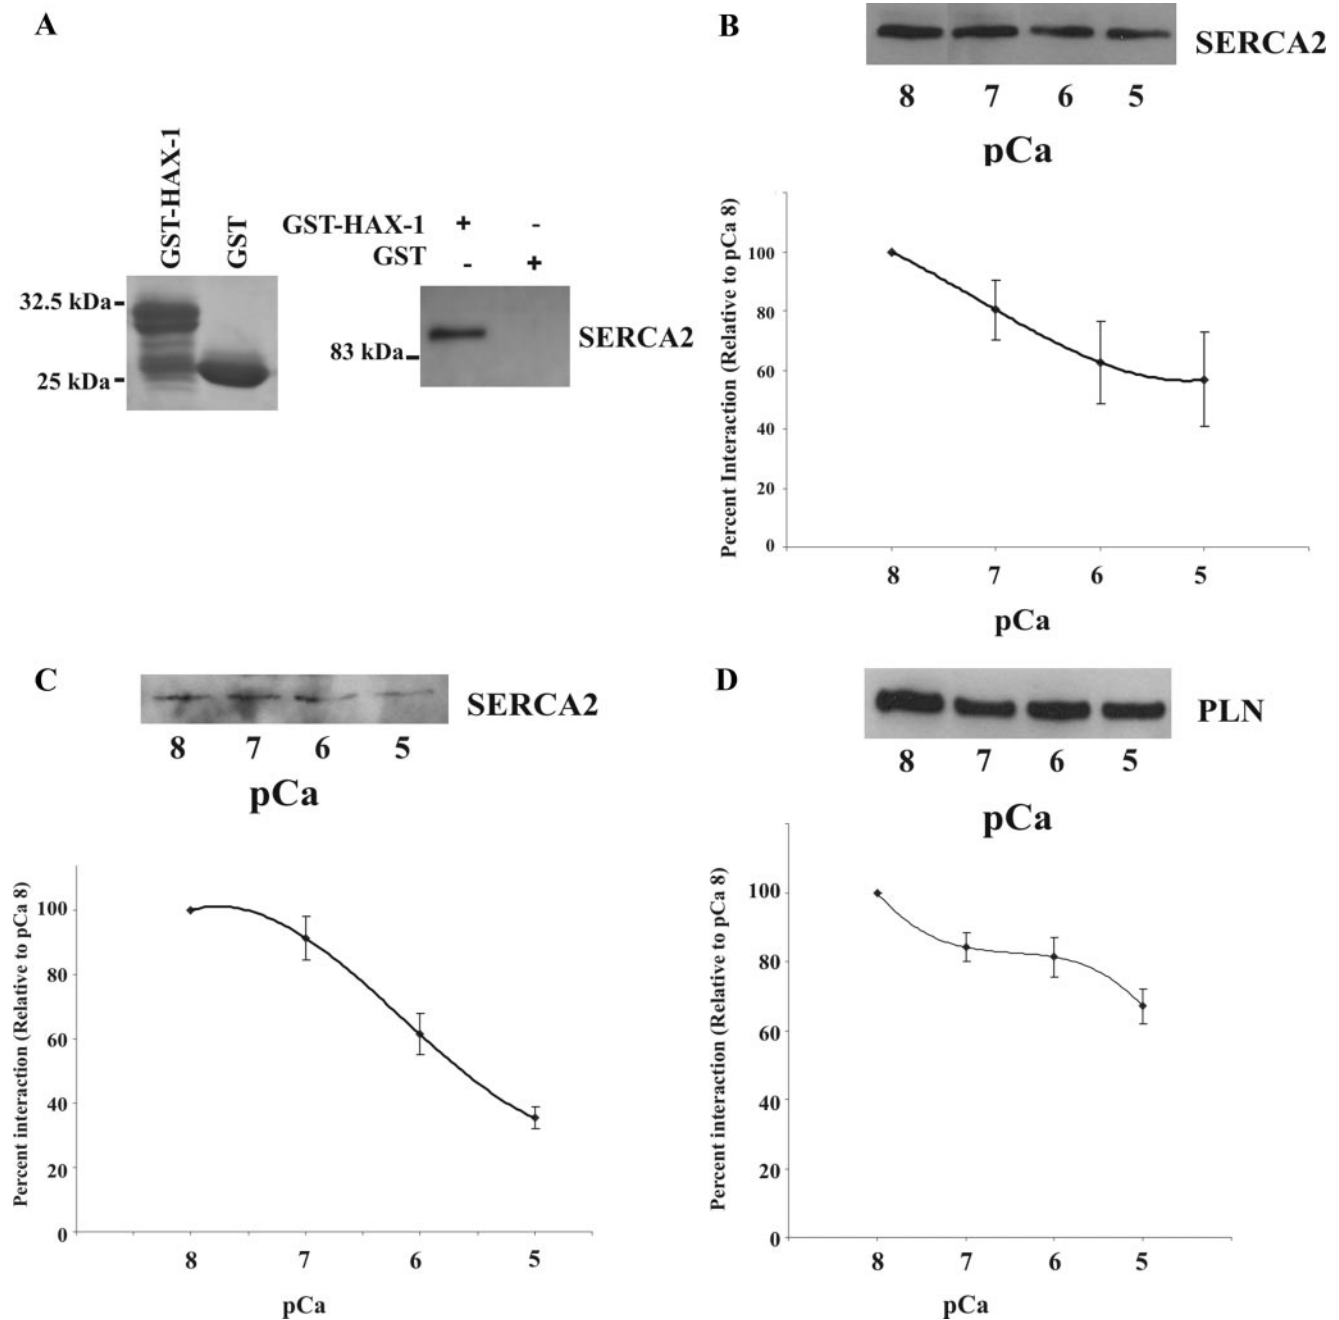 A
GST-HAX-1
GST
32.5 kDa
25 kDa
GST-HAX-1 + -
GST - +
83 kDa
SERCA2
B
SERCA2
8 7 6 5
pCa
Percent Interaction (Relative to pCa 8)
100
80
60
40
20
0
8 7 6 5
pCa
C
SERCA2
8 7 6 5
pCa
Percent interaction (Relative to pCa 8)
100
80
60
40
20
0
8 7 6 5
pCa
D
PLN
8 7 6 5
pCa
Percent interaction (Relative to pCa 8)
100
80
60
40
20
0
8 7 6 5
pCa